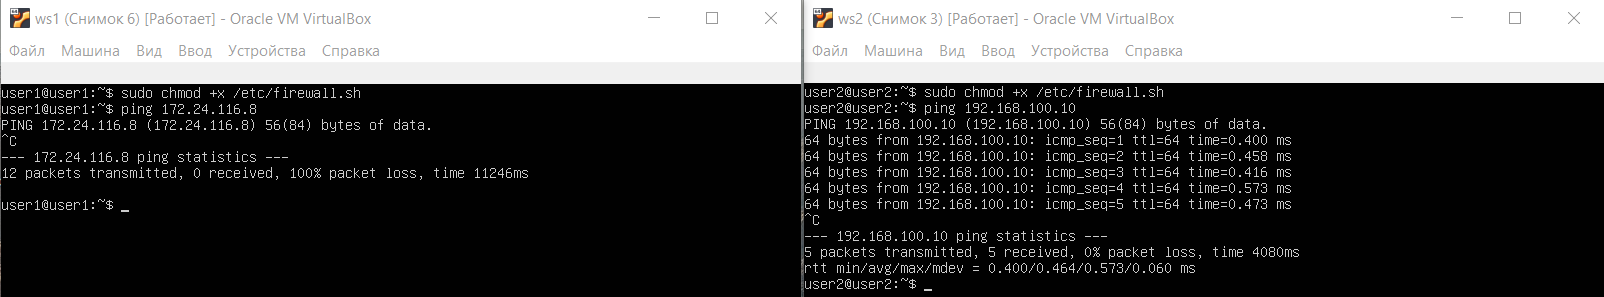 ws1 (Снимок 6) [Работает] - Oracle VM VirtualBox
Файл Машина Вид Ввод Устройства Справка
user1@user1:~$ sudo chmod +x /etc/firewall.sh
user1@user1:~$ ping 172.24.116.8
PING 172.24.116.8 (172.24.116.8) 56(84) bytes of data.
^C
--- 172.24.116.8 ping statistics ---
12 packets transmitted, 0 received, 100% packet loss, time 11246ms
user1@user1:~$ _
ws2 (Снимок 3) [Работает] - Oracle VM VirtualBox
Файл Машина Вид Ввод Устройства Справка
user2@user2:~$ sudo chmod +x /etc/firewall.sh
user2@user2:~$ ping 192.168.100.10
PING 192.168.100.10 (192.168.100.10) 56(84) bytes of data.
64 bytes from 192.168.100.10: icmp_seq=1 ttl=64 time=0.400 ms
64 bytes from 192.168.100.10: icmp_seq=2 ttl=64 time=0.458 ms
64 bytes from 192.168.100.10: icmp_seq=3 ttl=64 time=0.416 ms
64 bytes from 192.168.100.10: icmp_seq=4 ttl=64 time=0.573 ms
64 bytes from 192.168.100.10: icmp_seq=5 ttl=64 time=0.473 ms
^C
--- 192.168.100.10 ping statistics ---
5 packets transmitted, 5 received, 0% packet loss, time 4080ms
rtt min/avg/max/mdev = 0.400/0.464/0.573/0.060 ms
user2@user2:~$ _